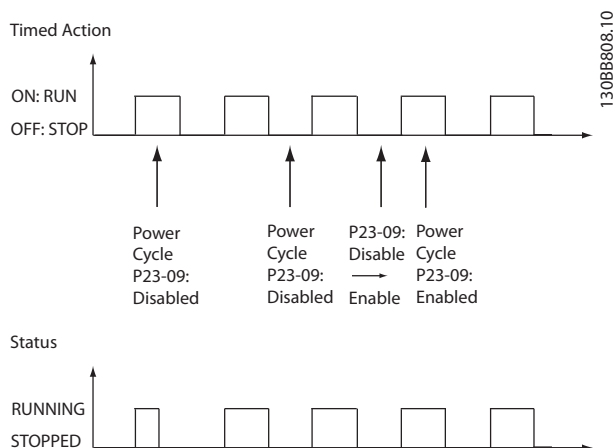 Timed Action
130BB808.10
ON: RUN
OFF: STOP
Power
Cycle
P23-09:
Disabled
Power
Cycle
P23-09:
Disabled
P23-09:
Disable
Enable
Power
Cycle
P23-09:
Enabled
Status
RUNNING
STOPPED